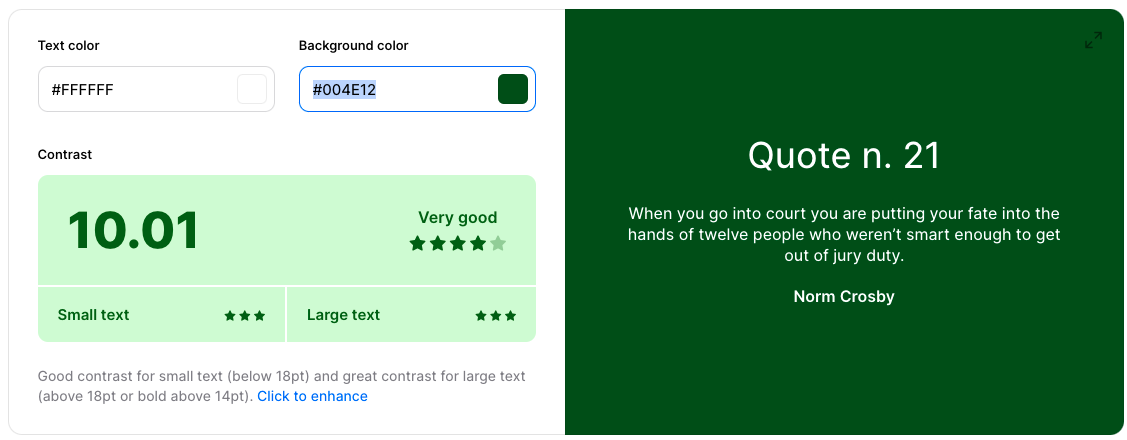 Text color
Background color
#FFFFFF
#004E12
Contrast
10.01
Very good
Small text
Large text
Good contrast for small text (below 18pt) and great contrast for large text
(above 18pt or bold above 14pt). Click to enhance
Quote n. 21
When you go into court you are putting your fate into the
hands of twelve people who weren’t smart enough to get
out of jury duty.
Norm Crosby